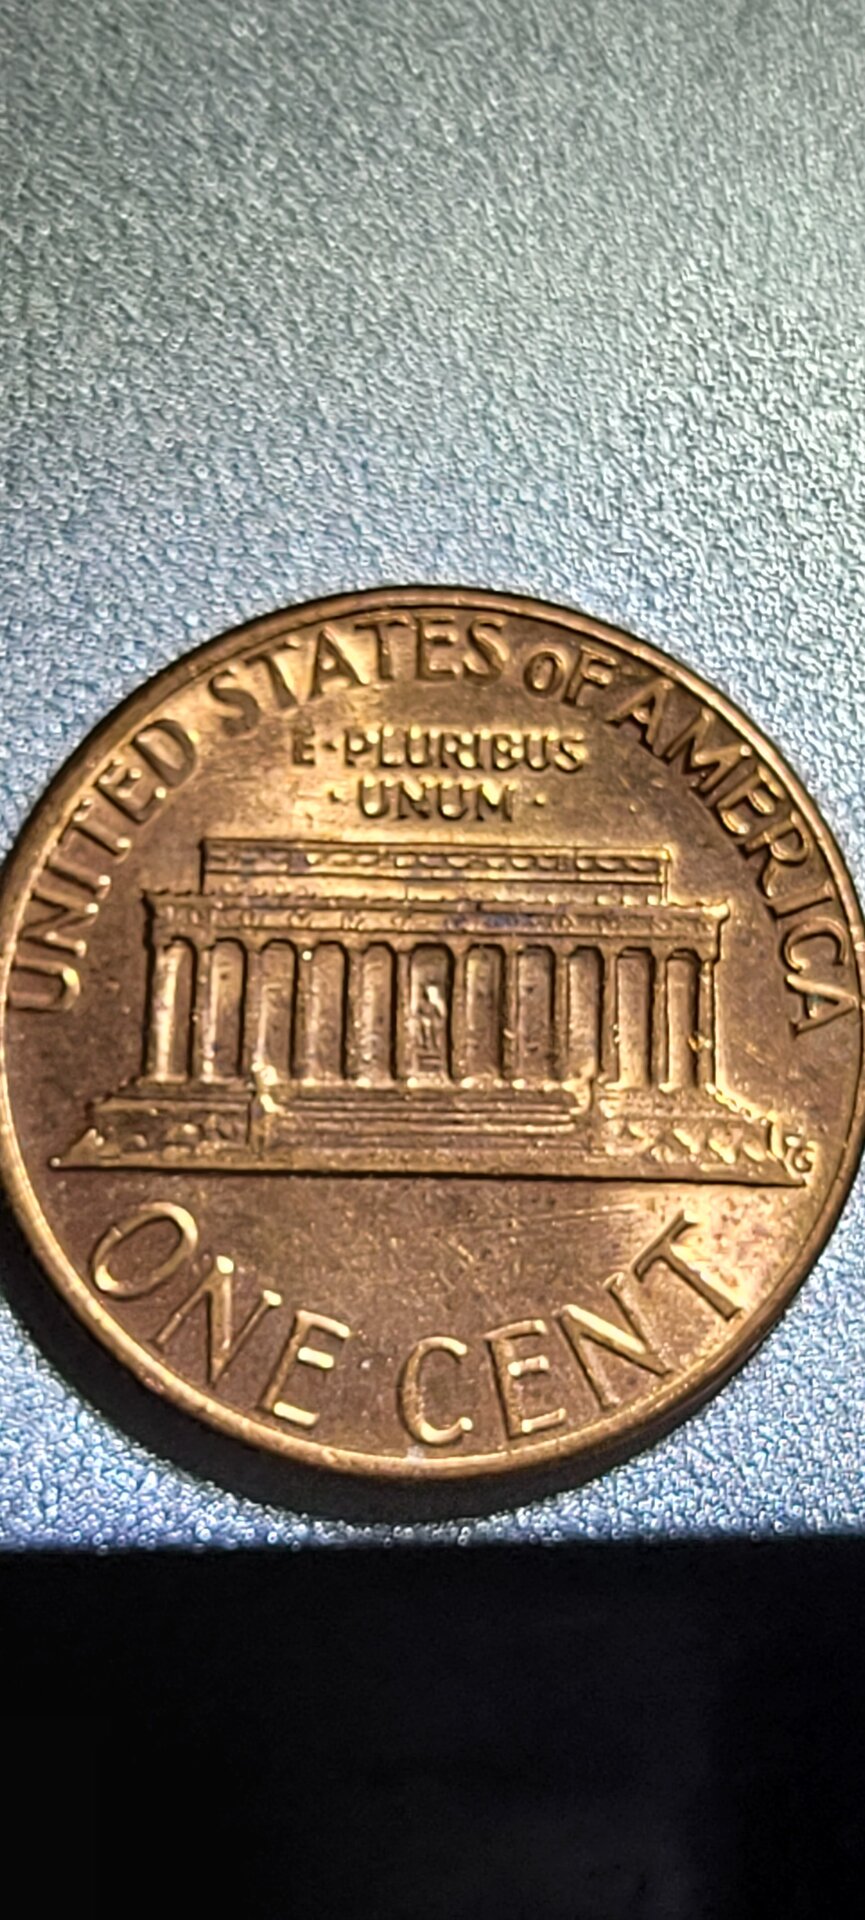 UNITED STATES OF AMERICA
E·PLURIBUS
·UNUM·
ONE CENT